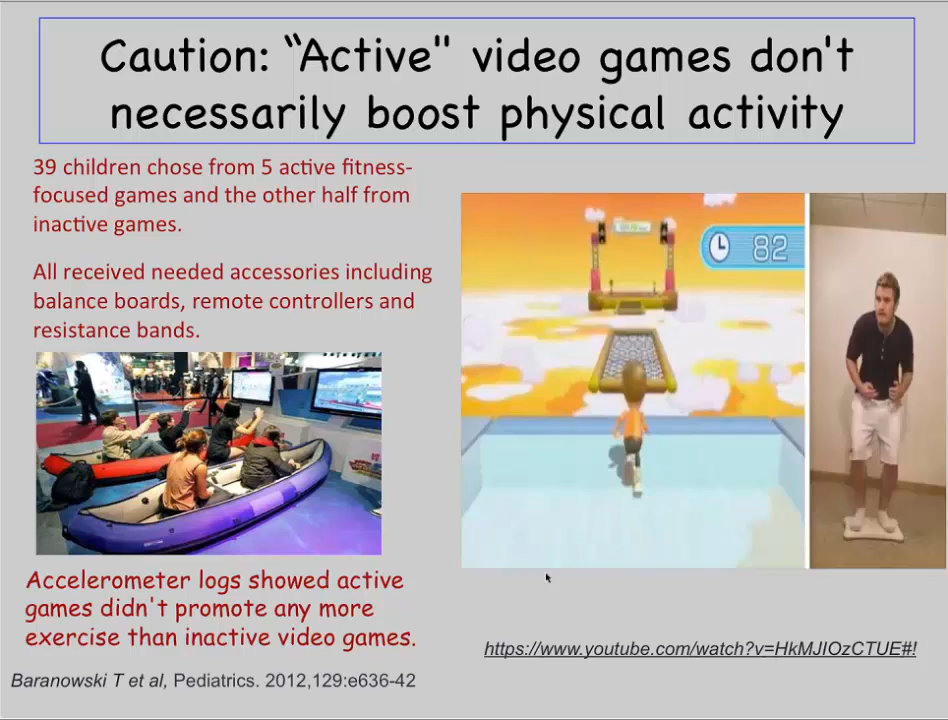 Caution: “Active" video games don't
necessarily boost physical activity
39 children chose from 5 active fitness-
focused games and the other half from
inactive games.
All received needed accessories including
balance boards, remote controllers and
resistance bands.
82
Accelerometer logs showed active
games didn't promote any more
exercise than inactive video games.
https://www.youtube.com/watch?v=HkMJIOzCTUE#!
Baranowski T et al, Pediatrics. 2012,129:e636-42